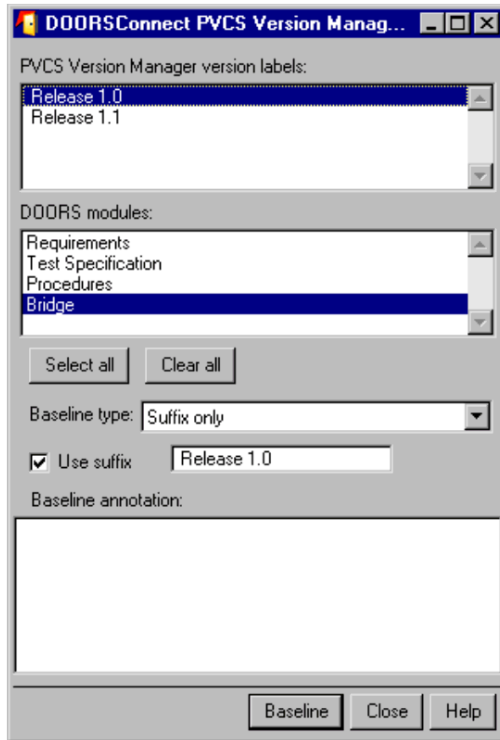 DOORSConnect PVCS Version Manag...
PVCS Version Manager version labels:
Release 1.0
Release 1.1
DOORS modules:
Requirements
Test Specification
Procedures
Bridge
Select all Clear all
Baseline type: Suffix only
Use suffix Release 1.0
Baseline annotation:
Baseline Close Help